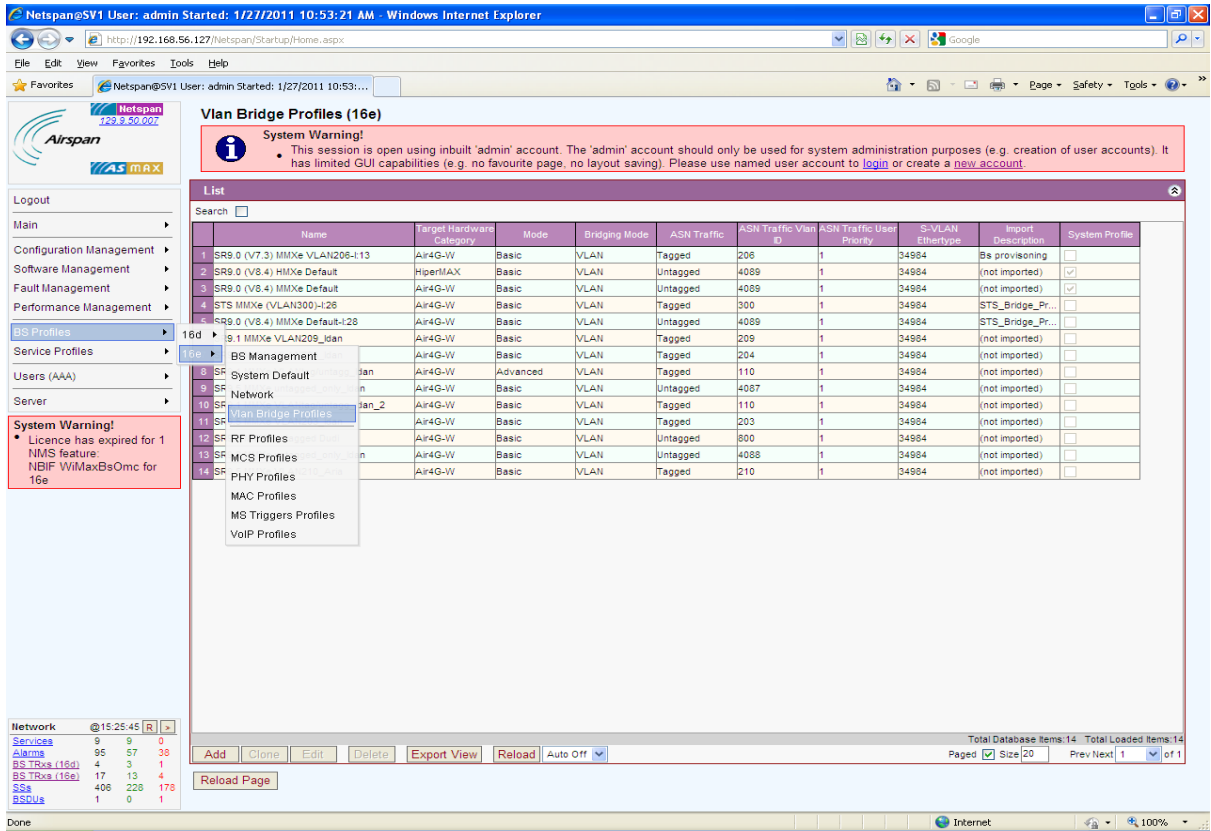 Netspan@SV1 User: admin Started: 1/27/2011 10:53:21 AM - Windows Internet Explorer
http://192.168.56.127/Netspan/Startup/Home.aspx
Google
File Edit View Favorites Tools Help
Favorites Netspan@SV1 User: admin Started: 1/27/2011 10:53:... Page Safety Tools
Netspan
129.9.50.007
Airspan
AS MAX
Vlan Bridge Profiles (16e)
System Warning!
• This session is open using inbuilt 'admin' account. The 'admin' account should only be used for system administration purposes (e.g. creation of user accounts). It
has limited GUI capabilities (e.g. no favourite page, no layout saving). Please use named user account to login or create a new account.
Logout
Main
Configuration Management
Software Management
Fault Management
Performance Management
BS Profiles
Service Profiles
Users (AAA)
Server
System Warning!
• Licence has expired for 1
NMS feature:
NBIF WiMaxBsOmc for
16e
16d
16e
BS Management
System Default
Network
Vlan Bridge Profiles
RF Profiles
MCS Profiles
PHY Profiles
MAC Profiles
MS Triggers Profiles
VoIP Profiles
List
Search
Name Target Hardware Category Mode Bridging Mode ASN Traffic ASN Traffic Vlan ID ASN Traffic User Priority S-VLAN Ethertype Import Description System Profile
1 SR9.0 (V7.3) MMXe VLAN206-I:13 Air4G-W Basic VLAN Tagged 206 1 34984 Bs provisoning
2 SR9.0 (V8.4) HMXe Default HiperMAX Basic VLAN Untagged 4089 1 34984 (not imported)
3 SR9.0 (V8.4) MMXe Default Air4G-W Basic VLAN Untagged 4089 1 34984 (not imported)
4 STS MMXe (VLAN300)-I:26 Air4G-W Basic VLAN Tagged 300 1 34984 STS_Bridge_Pr...
5 SR9.0 (V8.4) MMXe Default-I:28 Air4G-W Basic VLAN Untagged 4089 1 34984 STS_Bridge_Pr...
9.1 MMXe VLAN209_Idan Air4G-W Basic VLAN Tagged 209 1 34984 (not imported)
Air4G-W Basic VLAN Tagged 204 1 34984 (not imported)
8 SR dan Air4G-W Advanced VLAN Tagged 110 1 34984 (not imported)
9 SR n Air4G-W Basic VLAN Untagged 4087 1 34984 (not imported)
10 SR dan_2 Air4G-W Basic VLAN Tagged 110 1 34984 (not imported)
11 SR Air4G-W Basic VLAN Tagged 203 1 34984 (not imported)
12 SR Air4G-W Basic VLAN Untagged 800 1 34984 (not imported)
13 SR n Air4G-W Basic VLAN Untagged 4088 1 34984 (not imported)
14 SR Air4G-W Basic VLAN Tagged 210 1 34984 (not imported)
Total Database Items:14 Total Loaded Items:14
Add Clone Edit Delete Export View Reload Auto Off Paged Size 20 Prev Next 1 of 1
Reload Page
Network @15:25:45 R >
Services 9 9 0
Alarms 95 57 38
BS TRxs (16d) 4 3 1
BS TRxs (16e) 17 13 4
SSs 406 228 178
BSDUs 1 0 1
Done Internet 100%